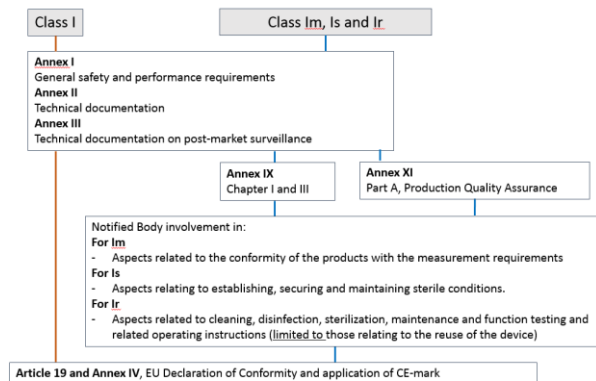 Class I
Class Im, Is and Ir
Annex I
General safety and performance requirements
Annex II
Technical documentation
Annex III
Technical documentation on post-market surveillance
Annex IX
Chapter I and III
Annex XI
Part A, Production Quality Assurance
Notified Body involvement in:
For Im
- Aspects related to the conformity of the products with the measurement requirements
For Is
- Aspects relating to establishing, securing and maintaining sterile conditions.
For Ir
- Aspects related to cleaning, disinfection, sterilization, maintenance and function testing and
related operating instructions (limited to those relating to the reuse of the device)
Article 19 and Annex IV, EU Declaration of Conformity and application of CE-mark